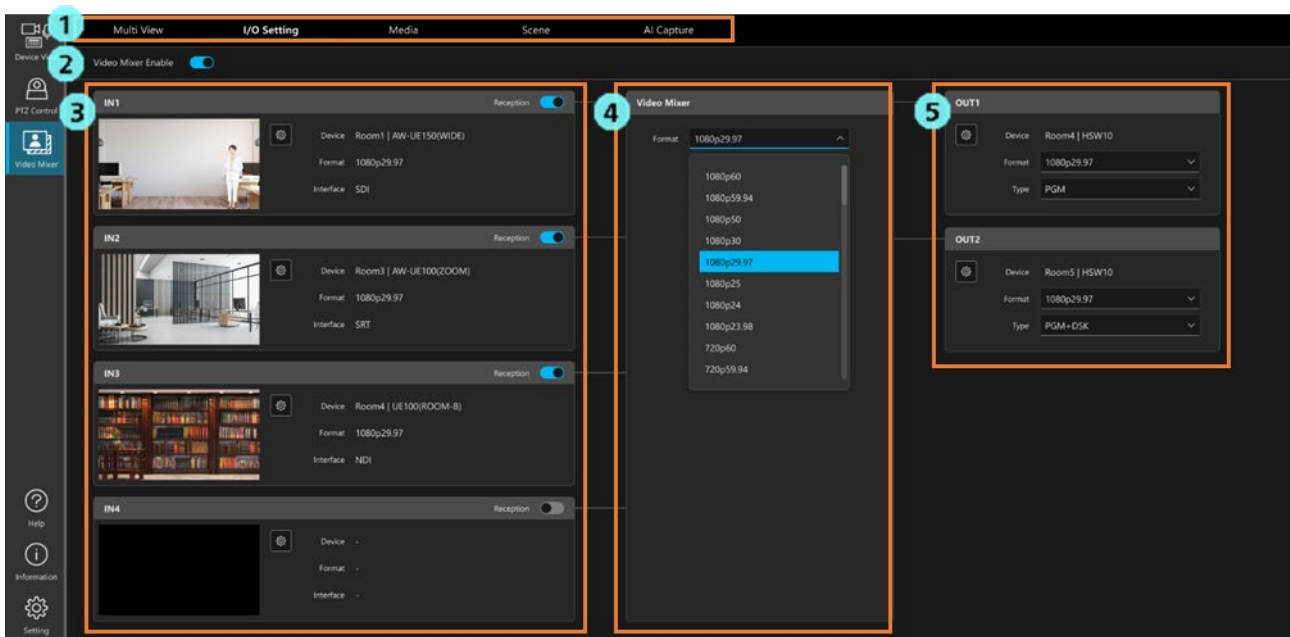 1
Multi View
I/O Setting
Media
Scene
AI Capture
Device Vi
2
Video Mixer Enable
PTZ Control
Video Mixer
3
IN1
Reception
Device Room1 | AW-UE150(WIDE)
Format 1080p29.97
Interface SDI
IN2
Reception
Device Room3 | AW-UE100(ZOOM)
Format 1080p29.97
Interface SRT
IN3
Reception
Device Room4 | UE100(ROOM-B)
Format 1080p29.97
Interface NDI
IN4
Reception
Device -
Format -
Interface -
4
Video Mixer
Format 1080p29.97
1080p60
1080p59.94
1080p50
1080p30
1080p29.97
1080p25
1080p24
1080p23.98
720p60
720p59.94
5
OUT1
Device Room4 | HSW10
Format 1080p29.97
Type PGM
OUT2
Device Room5 | HSW10
Format 1080p29.97
Type PGM+DSK
Help
Information
Setting